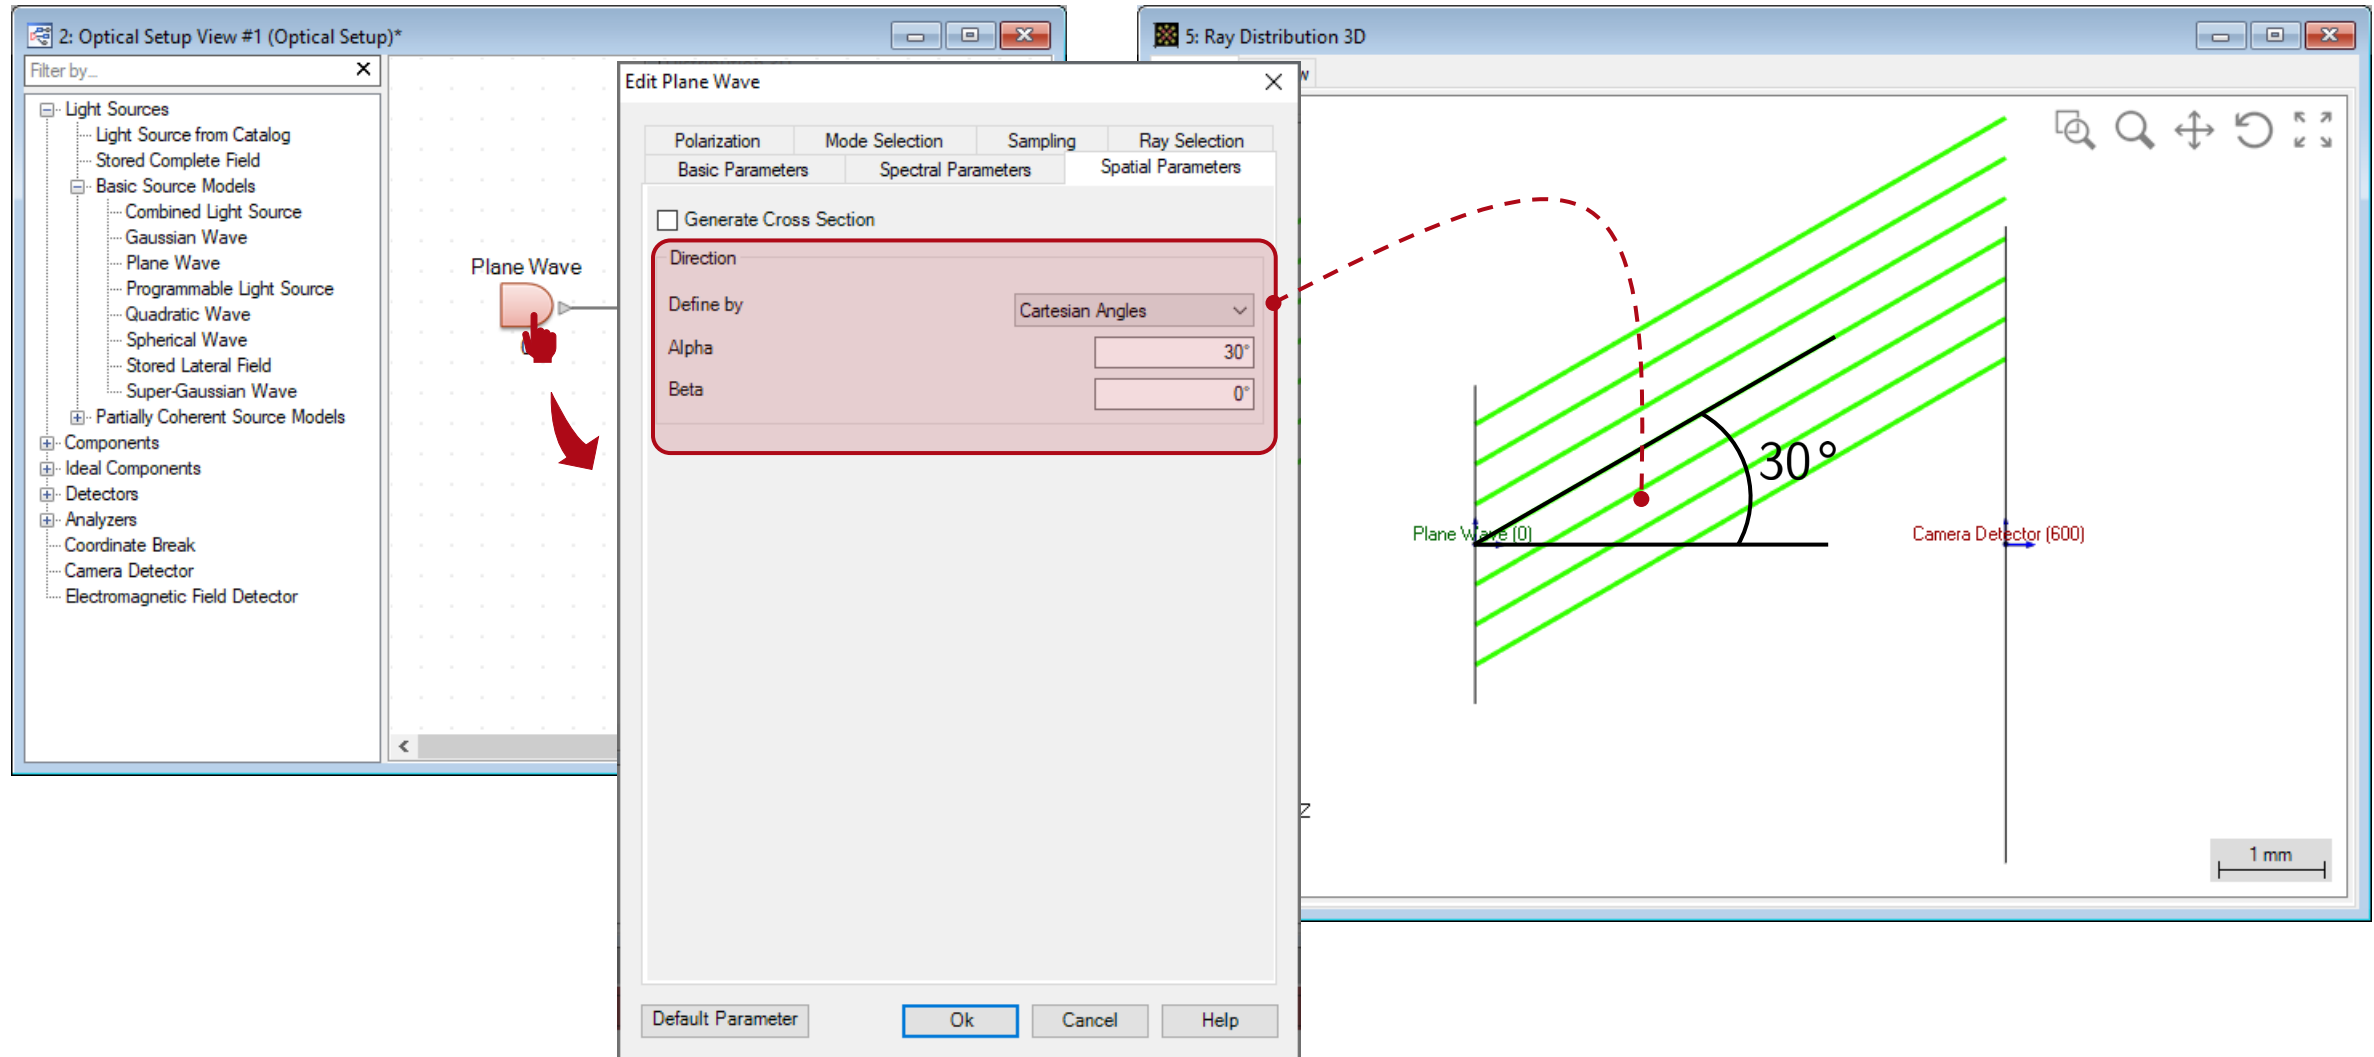 2: Optical Setup View #1 (Optical Setup)*
Filter by...
Light Sources
Light Source from Catalog
Stored Complete Field
Basic Source Models
Combined Light Source
Gaussian Wave
Plane Wave
Programmable Light Source
Quadratic Wave
Spherical Wave
Stored Lateral Field
Super-Gaussian Wave
Partially Coherent Source Models
Components
Ideal Components
Detectors
Analyzers
Coordinate Break
Camera Detector
Electromagnetic Field Detector
Plane Wave
Edit Plane Wave
Polarization Mode Selection Sampling Ray Selection
Basic Parameters Spectral Parameters Spatial Parameters
Generate Cross Section
Direction
Define by Cartesian Angles
Alpha 30°
Beta 0°
Default Parameter Ok Cancel Help
5: Ray Distribution 3D
w
30°
Plane Wave (0)
Camera Detector (600)
Z
1 mm